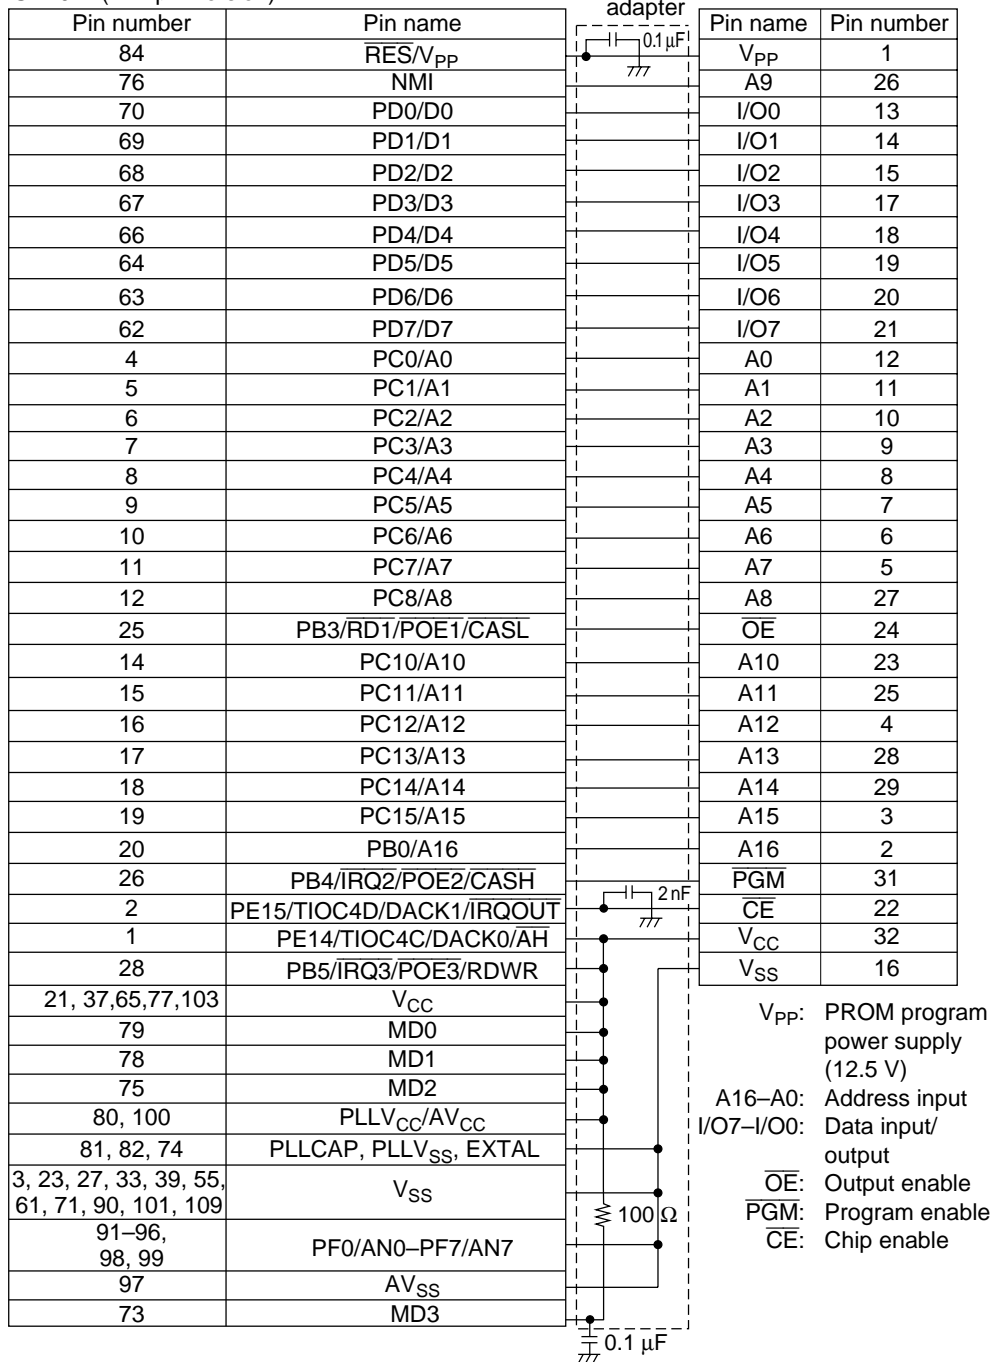 adapter
Pin number Pin name Pin name Pin number
84 RES/VPP 0.1 µF VPP 1
76 NMI A9 26
70 PD0/D0 I/O0 13
69 PD1/D1 I/O1 14
68 PD2/D2 I/O2 15
67 PD3/D3 I/O3 17
66 PD4/D4 I/O4 18
64 PD5/D5 I/O5 19
63 PD6/D6 I/O6 20
62 PD7/D7 I/O7 21
4 PC0/A0 A0 12
5 PC1/A1 A1 11
6 PC2/A2 A2 10
7 PC3/A3 A3 9
8 PC4/A4 A4 8
9 PC5/A5 A5 7
10 PC6/A6 A6 6
11 PC7/A7 A7 5
12 PC8/A8 A8 27
25 PB3/RD1/POE1/CASL OE 24
14 PC10/A10 A10 23
15 PC11/A11 A11 25
16 PC12/A12 A12 4
17 PC13/A13 A13 28
18 PC14/A14 A14 29
19 PC15/A15 A15 3
20 PB0/A16 A16 2
26 PB4/IRQ2/POE2/CASH PGM 31
2 PE15/TIOC4D/DACK1/IRQOUT 2 nF CE 22
1 PE14/TIOC4C/DACK0/AH VCC 32
28 PB5/IRQ3/POE3/RDWR VSS 16
21, 37,65,77,103 VCC
79 MD0
78 MD1
75 MD2
80, 100 PLLVCC/AVCC
81, 82, 74 PLLCAP, PLLVSS, EXTAL
3, 23, 27, 33, 39, 55,
61, 71, 90, 101, 109 VSS
100 Ω
91–96,
98, 99 PF0/AN0–PF7/AN7
97 AVSS
73 MD3
0.1 µF
VPP: PROM program
power supply
(12.5 V)
A16–A0: Address input
I/O7–I/O0: Data input/
output
OE: Output enable
PGM: Program enable
CE: Chip enable